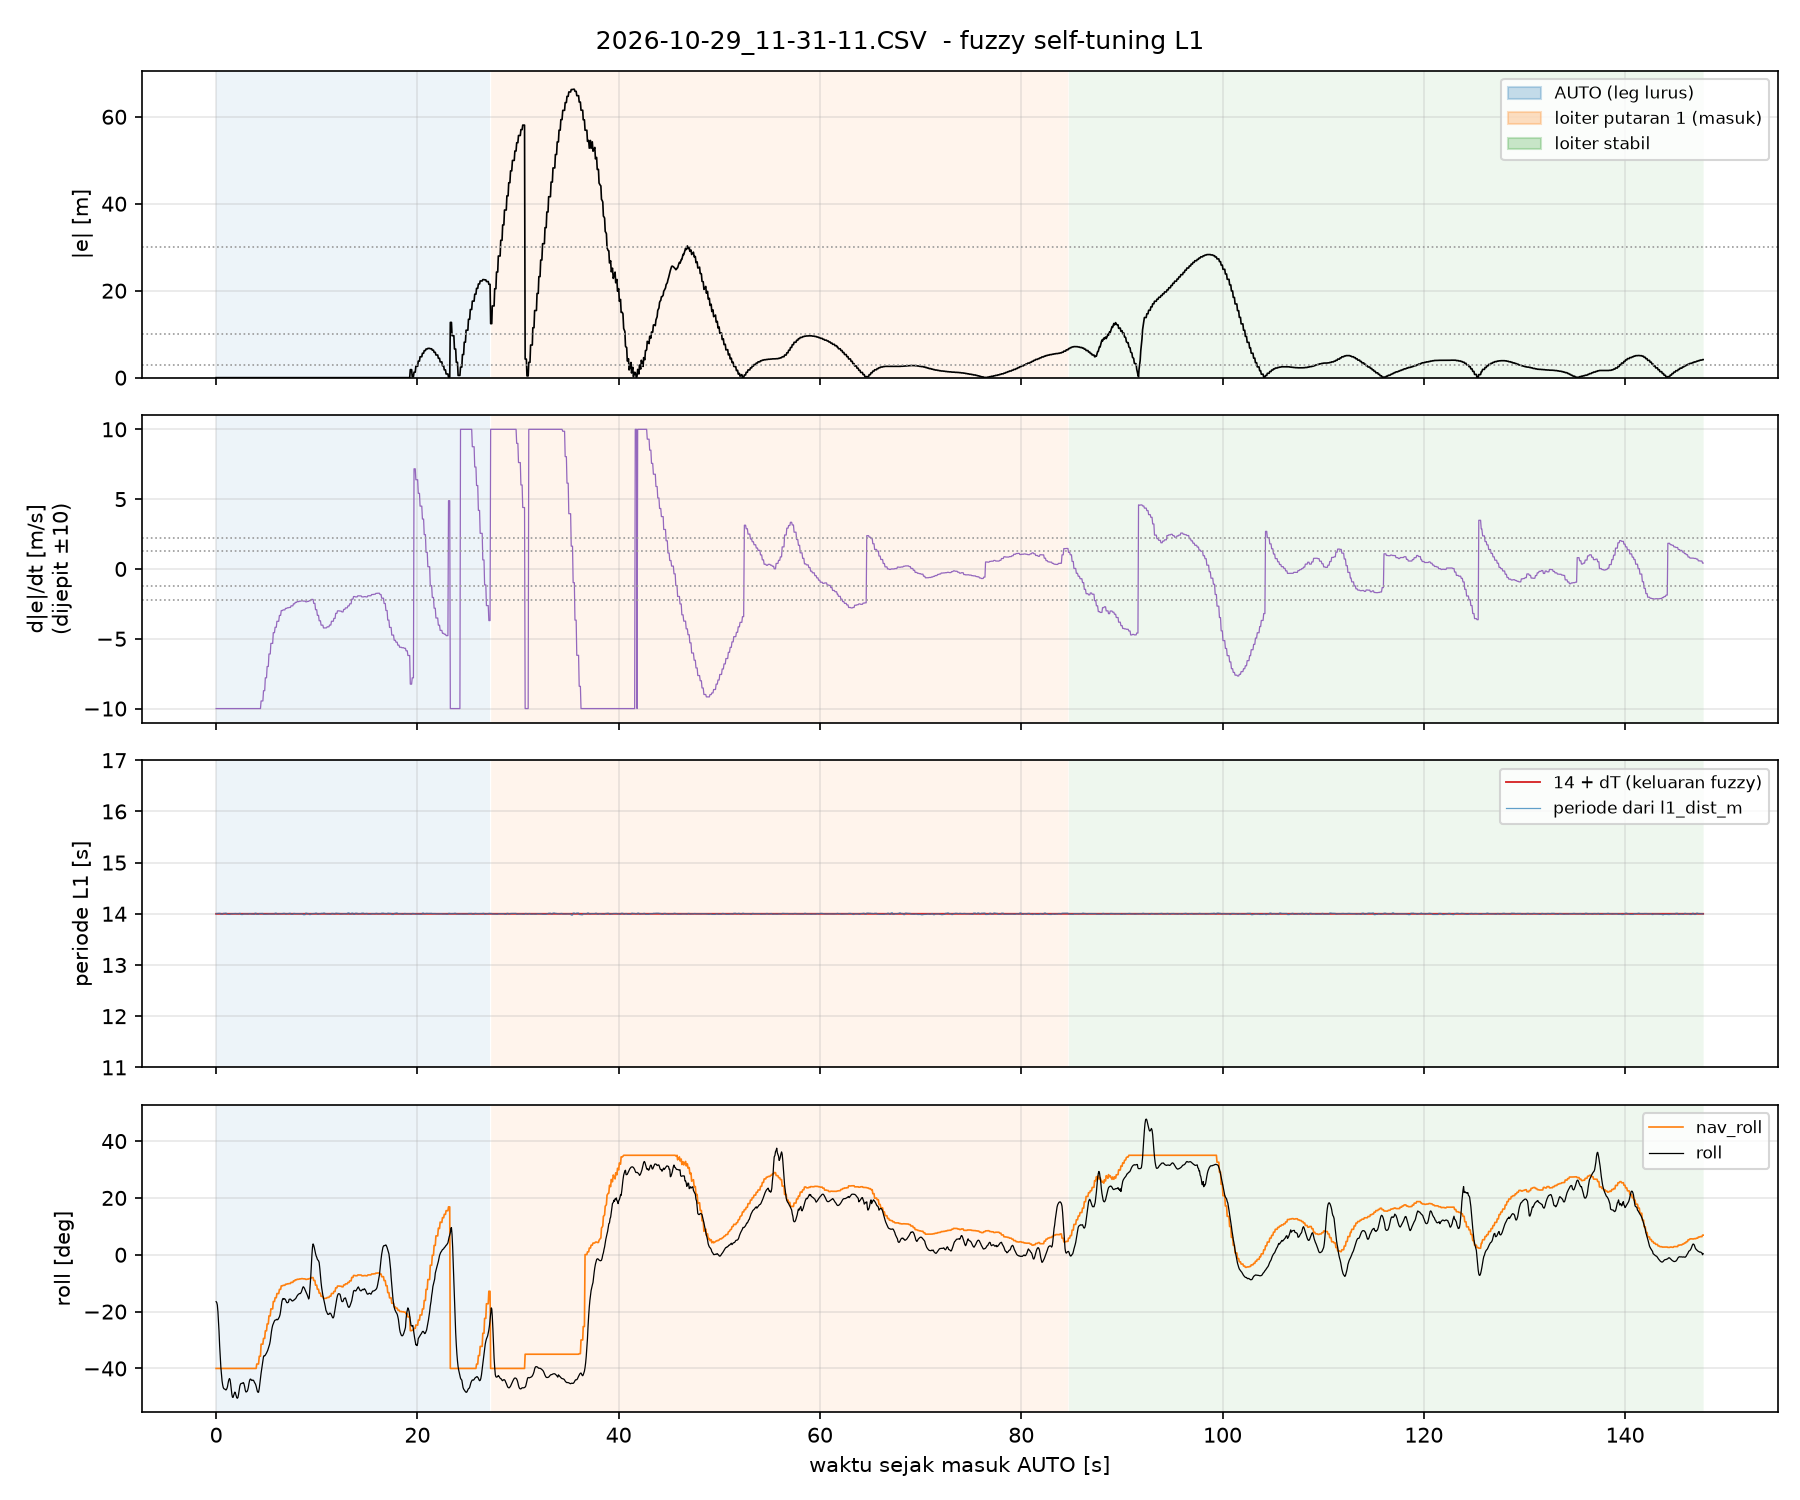 2026-10-29_11-31-11.CSV  - fuzzy self-tuning L1
|e| [m]
60
40
20
0
AUTO (leg lurus)
loiter putaran 1 (masuk)
loiter stabil
d|e|/dt [m/s]
(dijepit ±10)
10
5
0
−5
−10
periode L1 [s]
17
16
15
14
13
12
11
14 + dT (keluaran fuzzy)
periode dari l1_dist_m
roll [deg]
40
20
0
−20
−40
nav_roll
roll
0
20
40
60
80
100
120
140
waktu sejak masuk AUTO [s]